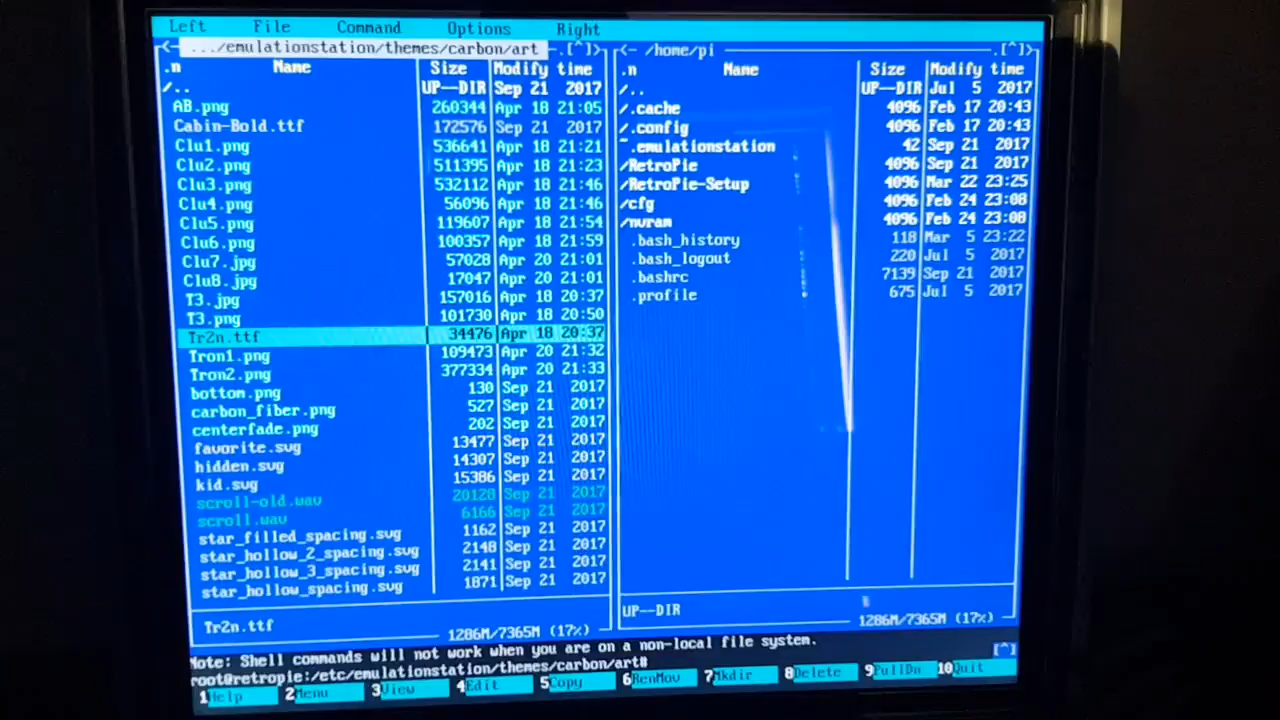 Left File Command Options Right
<- .../emulationstation/themes/carbon/art -.[^]> <- /home/pi .[^]>
.n Name Size Modify time .n Name Size Modify time
/.. UP--DIR Sep 21 2017 /.. UP--DIR Jul 5 2017
AB.png 260344 Apr 18 21:05 /.cache 4096 Feb 17 20:43
Cabin-Bold.ttf 172576 Sep 21 2017 /.config 4096 Feb 17 20:43
Clu1.png 536641 Apr 18 21:21 ~.emulationstation 42 Sep 21 2017
Clu2.png 511395 Apr 18 21:23 /RetroPie 4096 Sep 21 2017
Clu3.png 532112 Apr 18 21:46 /RetroPie-Setup 4096 Mar 22 23:25
Clu4.png 56096 Apr 18 21:46 /cfg 4096 Feb 24 23:08
Clu5.png 119607 Apr 18 21:54 /nvram 4096 Feb 24 23:08
Clu6.png 100357 Apr 18 21:59 .bash_history 118 Mar 5 23:22
Clu7.jpg 57028 Apr 20 21:01 .bash_logout 220 Jul 5 2017
Clu8.jpg 17047 Apr 20 21:01 .bashrc 7139 Sep 21 2017
T3.jpg 157016 Apr 18 20:37 .profile 675 Jul 5 2017
T3.png 101730 Apr 18 20:50
Tr2n.ttf 34476 Apr 18 20:37
Tron1.png 109473 Apr 20 21:32
Tron2.png 377334 Apr 20 21:33
bottom.png 130 Sep 21 2017
carbon_fiber.png 527 Sep 21 2017
centerfade.png 202 Sep 21 2017
favorite.svg 13477 Sep 21 2017
hidden.svg 14307 Sep 21 2017
kid.svg 15386 Sep 21 2017
scroll-old.wav 20128 Sep 21 2017
scroll.wav 6166 Sep 21 2017
star_filled_spacing.svg 1162 Sep 21 2017
star_hollow_2_spacing.svg 2148 Sep 21 2017
star_hollow_3_spacing.svg 2141 Sep 21 2017
star_hollow_spacing.svg 1871 Sep 21 2017
Tr2n.ttf UP--DIR
1286M/7365M (17%) 1286M/7365M (17%)
Note: Shell commands will not work when you are on a non-local file system.
root@retropie:/etc/emulationstation/themes/carbon/art# [^]
1Help 2Menu 3View 4Edit 5Copy 6RenMov 7Mkdir 8Delete 9PullDn 10Quit